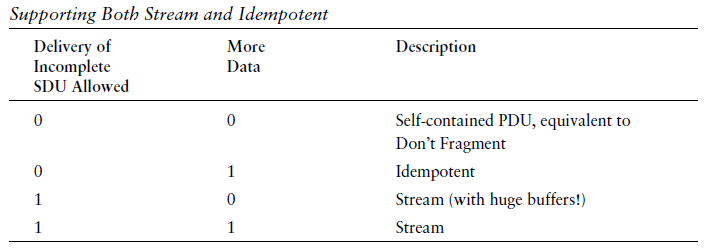 Supporting Both Stream and Idempotent
Delivery of Incomplete SDU Allowed More Data Description
0 0 Self-contained PDU, equivalent to
Don't Fragment
0 1 Idempotent
1 0 Stream (with huge buffers!)
1 1 Stream